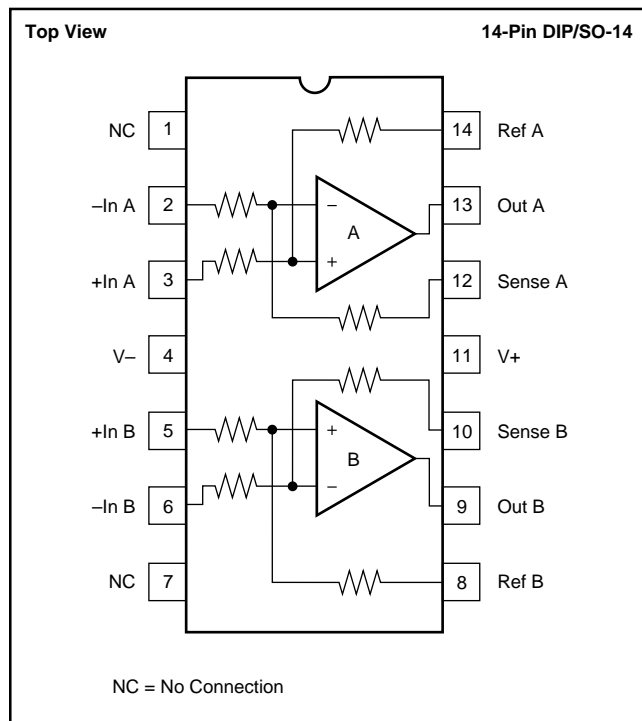 Top View 14-Pin DIP/SO-14
NC 1 14 Ref A
–In A 2 – 13 Out A
A
+In A 3 + 12 Sense A
V– 4 11 V+
+In B 5 + 10 Sense B
B
–In B 6 – 9 Out B
NC 7 8 Ref B
NC = No Connection